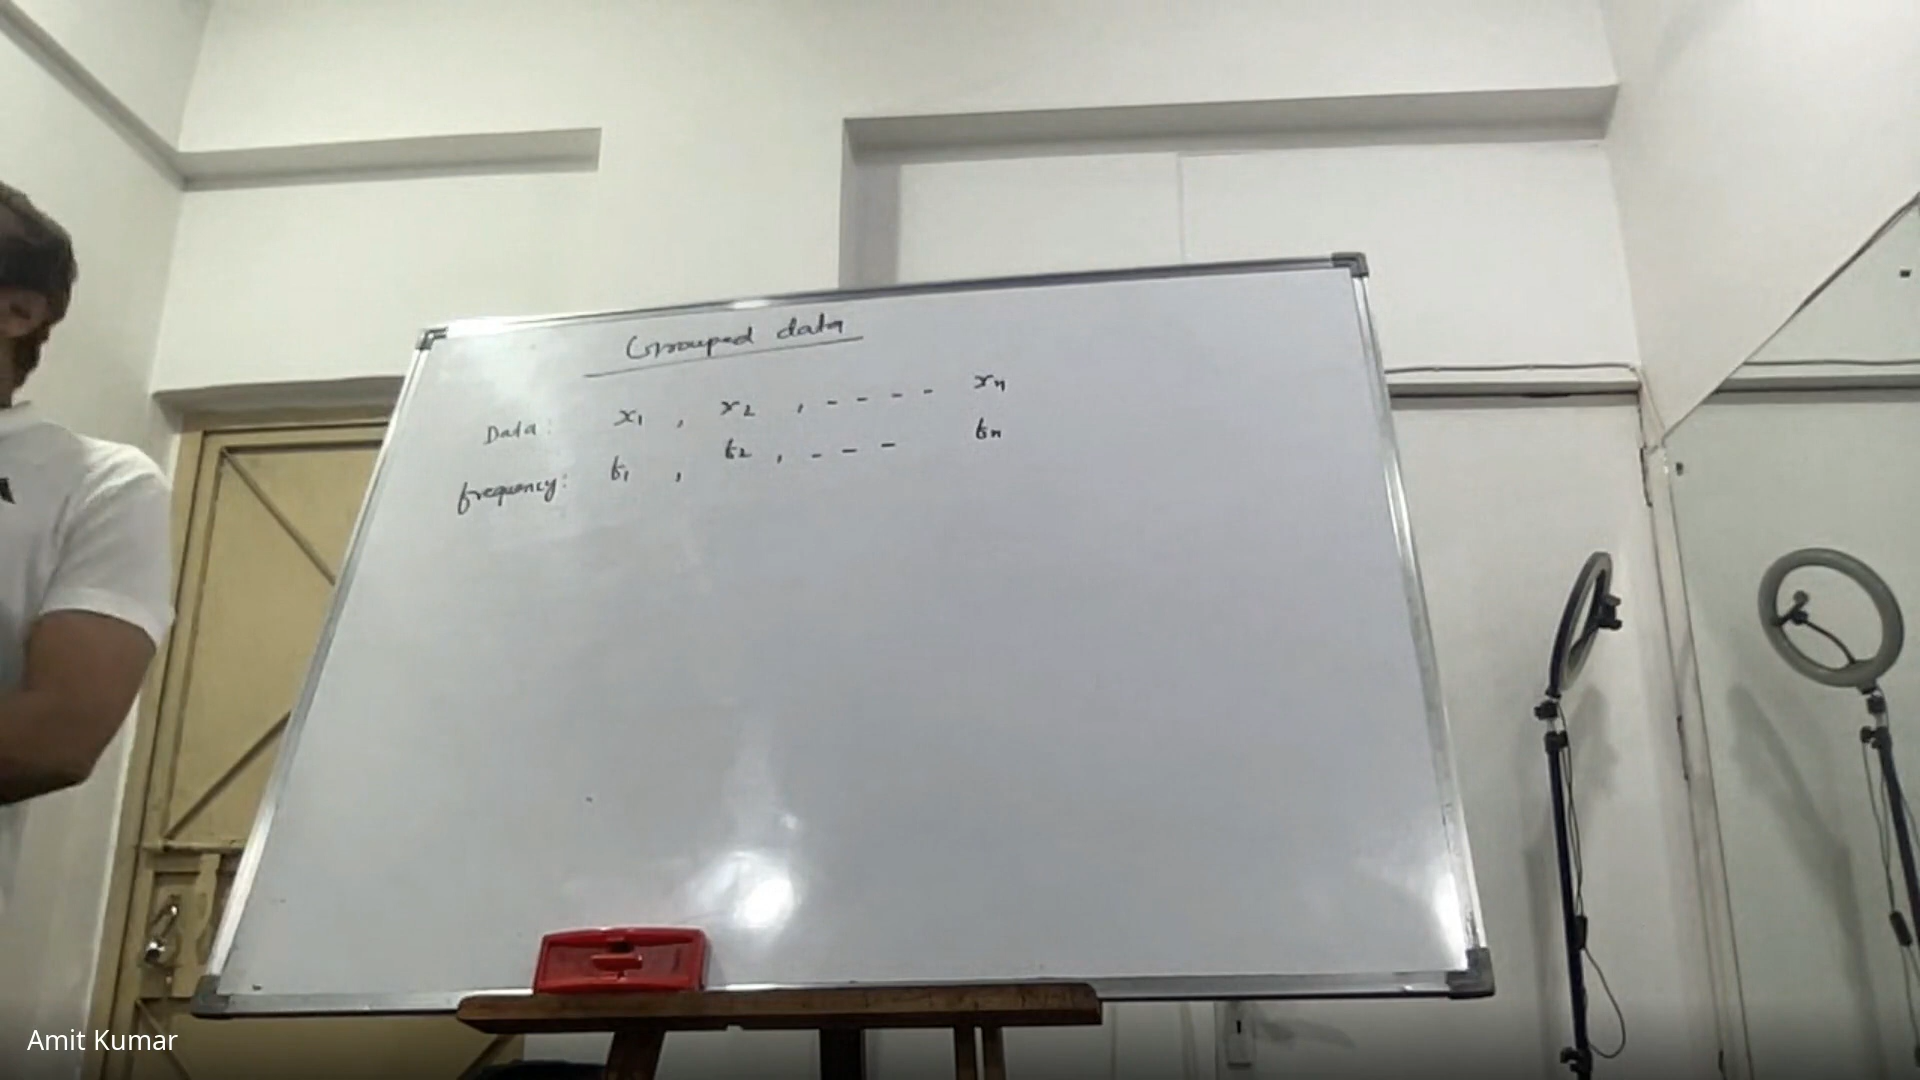 Grouped data
Data: x₁ , x₂ , - - - - xₙ
frequency: f₁ , f₂ , - - - fₙ
Amit Kumar